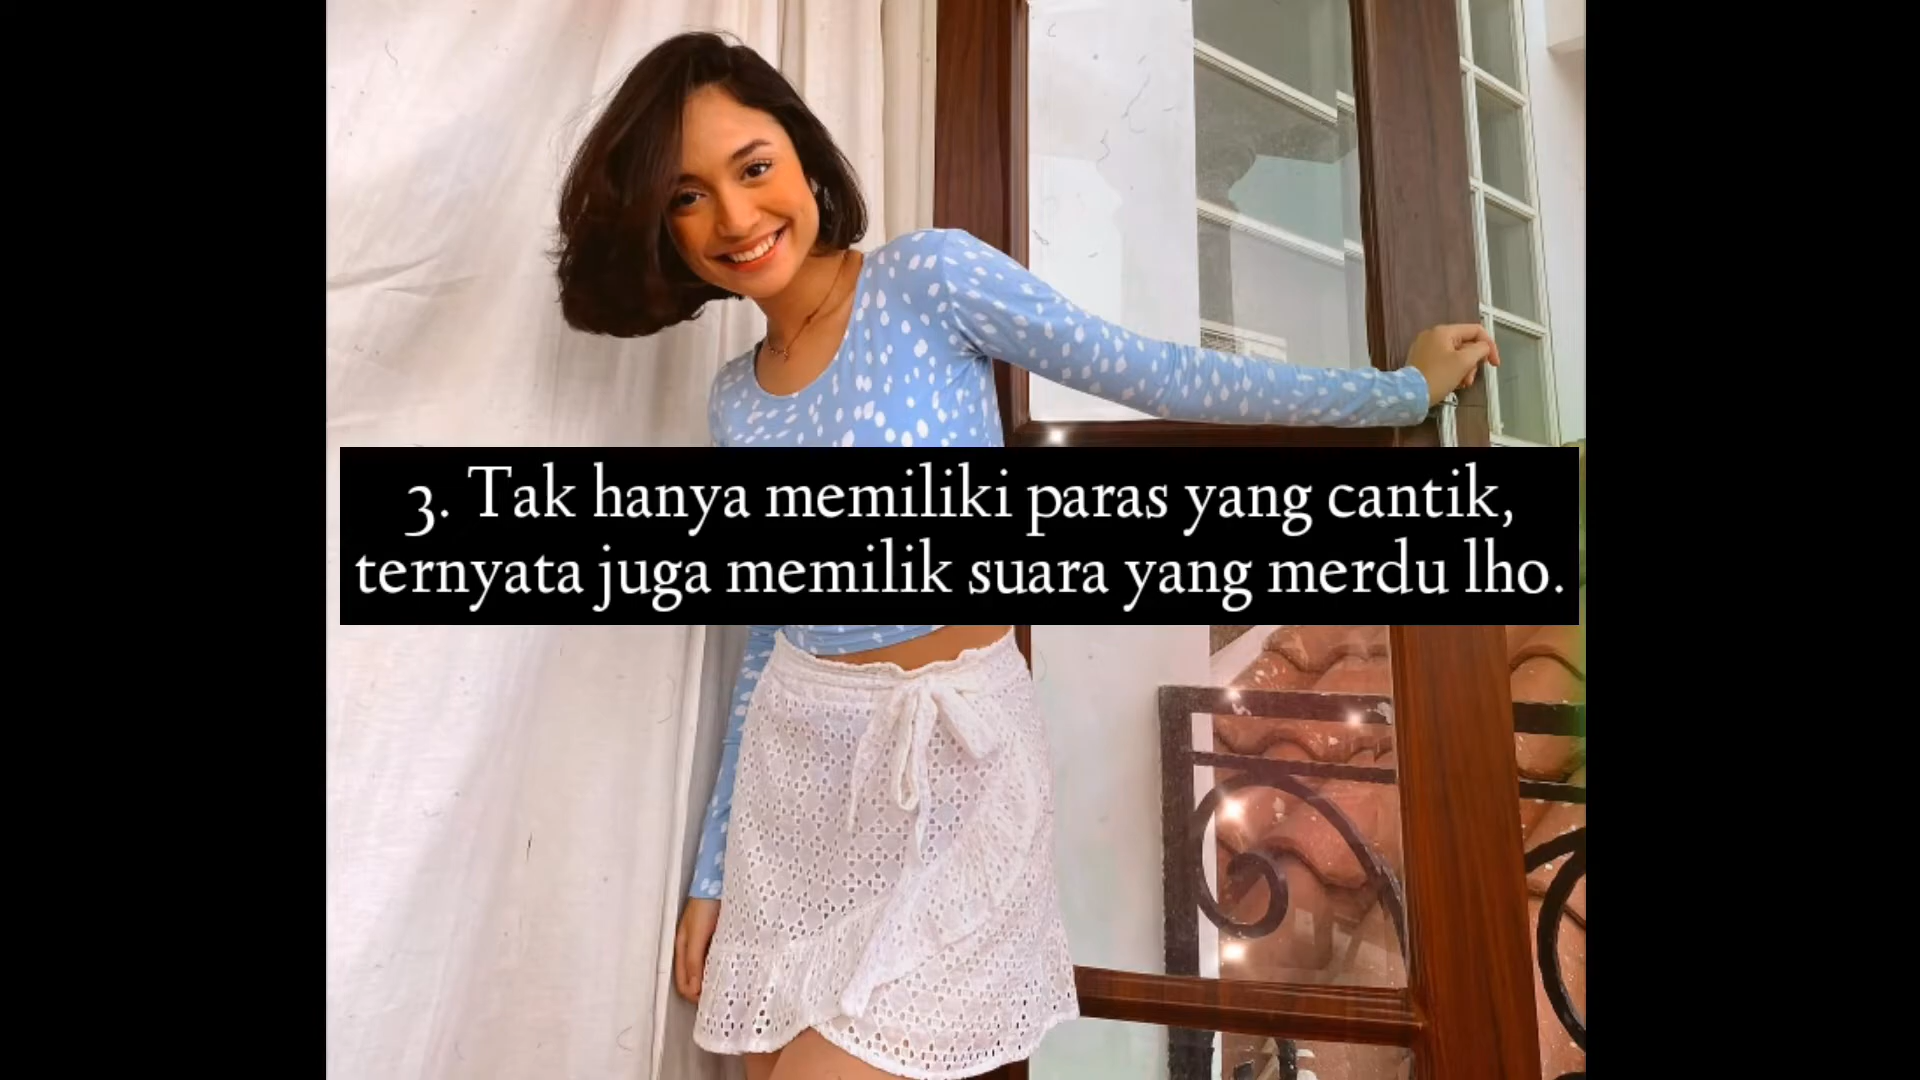 3. Tak hanya memiliki paras yang cantik,
ternyata juga memilik suara yang merdu lho.